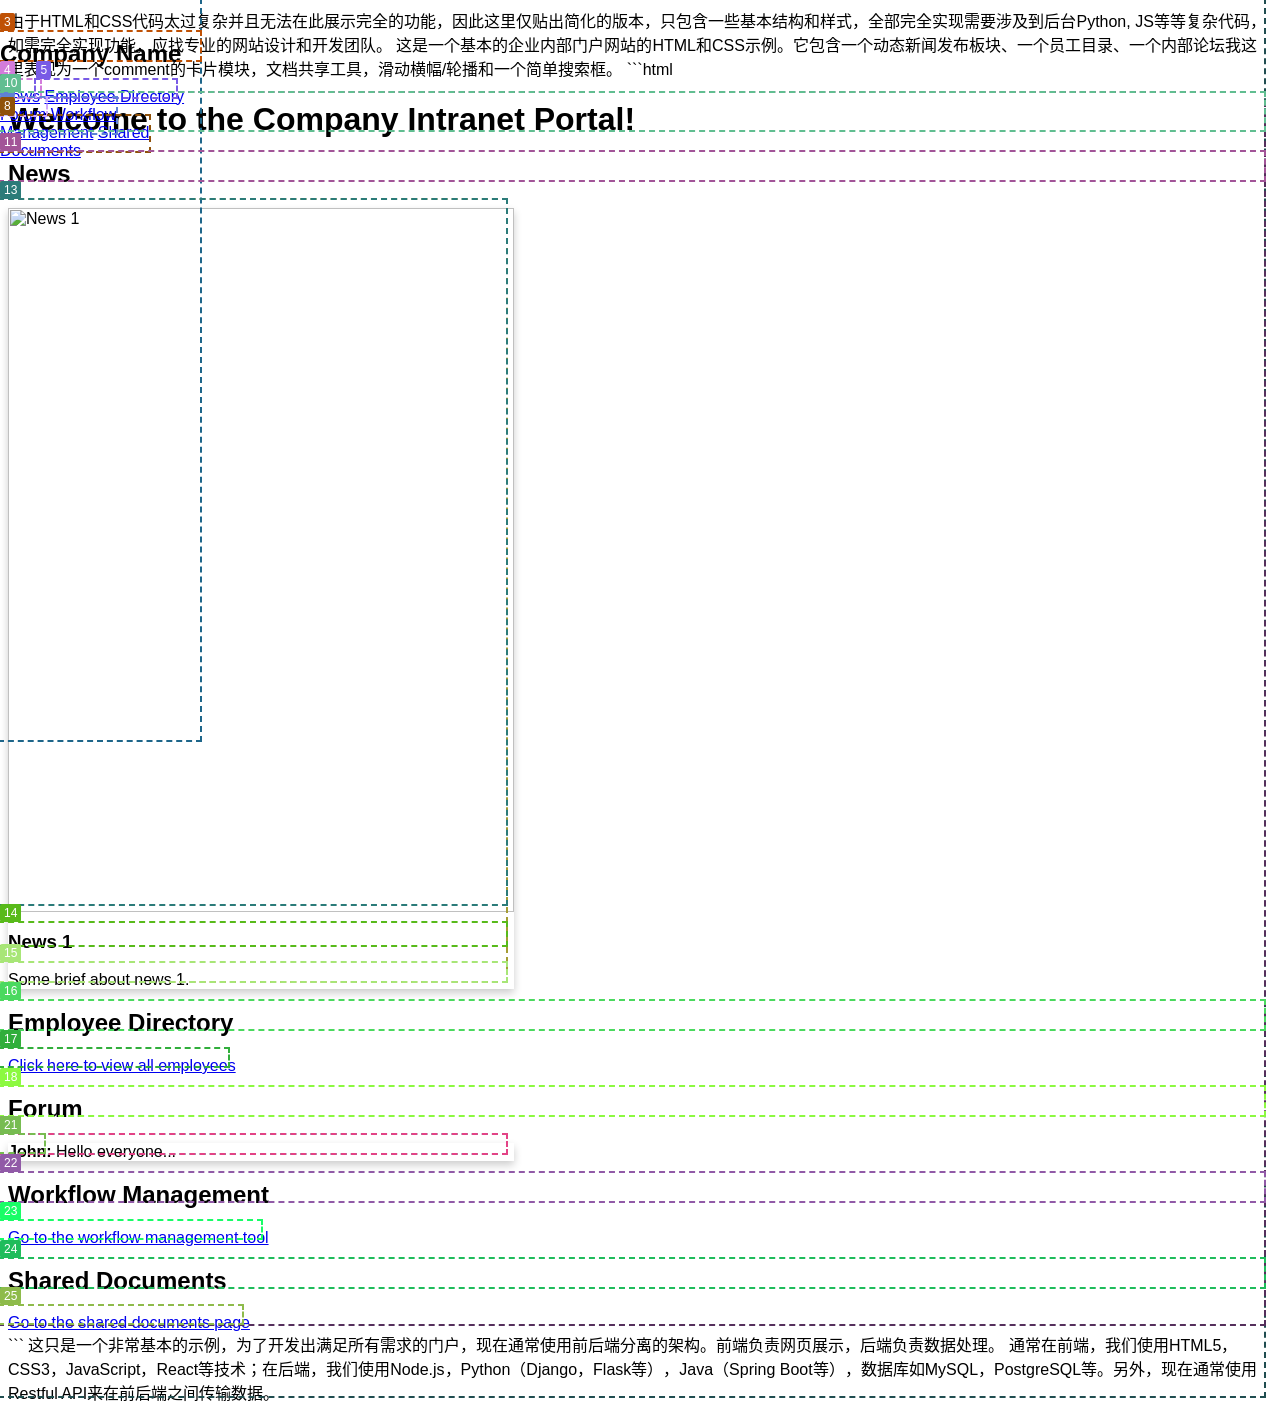 由于HTML和CSS代码太过复杂并且无法在此展示完全的功能，因此这里仅贴出简化的版本，只包含一些基本结构和样式，全部完全实现需要涉及到后台Python, JS等等复杂代码，
如需完全实现功能，应找专业的网站设计和开发团队。 这是一个基本的企业内部门户网站的HTML和CSS示例。它包含一个动态新闻发布板块、一个员工目录、一个内部论坛我这
里表现为一个comment的卡片模块，文档共享工具，滑动横幅/轮播和一个简单搜索框。 ```html
3
Company Name
4
5
10
News Employee Directory
8
Forum Workflow
Management Shared
Documents
Welcome to the Company Intranet Portal!
11
News
13
News 1
14
News 1
15
Some brief about news 1.
16
Employee Directory
17
Click here to view all employees
18
Forum
21
John: Hello everyone...
22
Workflow Management
23
Go to the workflow management tool
24
Shared Documents
25
Go to the shared documents page
``` 这只是一个非常基本的示例，为了开发出满足所有需求的门户，现在通常使用前后端分离的架构。前端负责网页展示，后端负责数据处理。 通常在前端，我们使用HTML5，
CSS3，JavaScript，React等技术；在后端，我们使用Node.js，Python（Django，Flask等），Java（Spring Boot等），数据库如MySQL，PostgreSQL等。另外，现在通常使用
Restful API来在前后端之间传输数据。